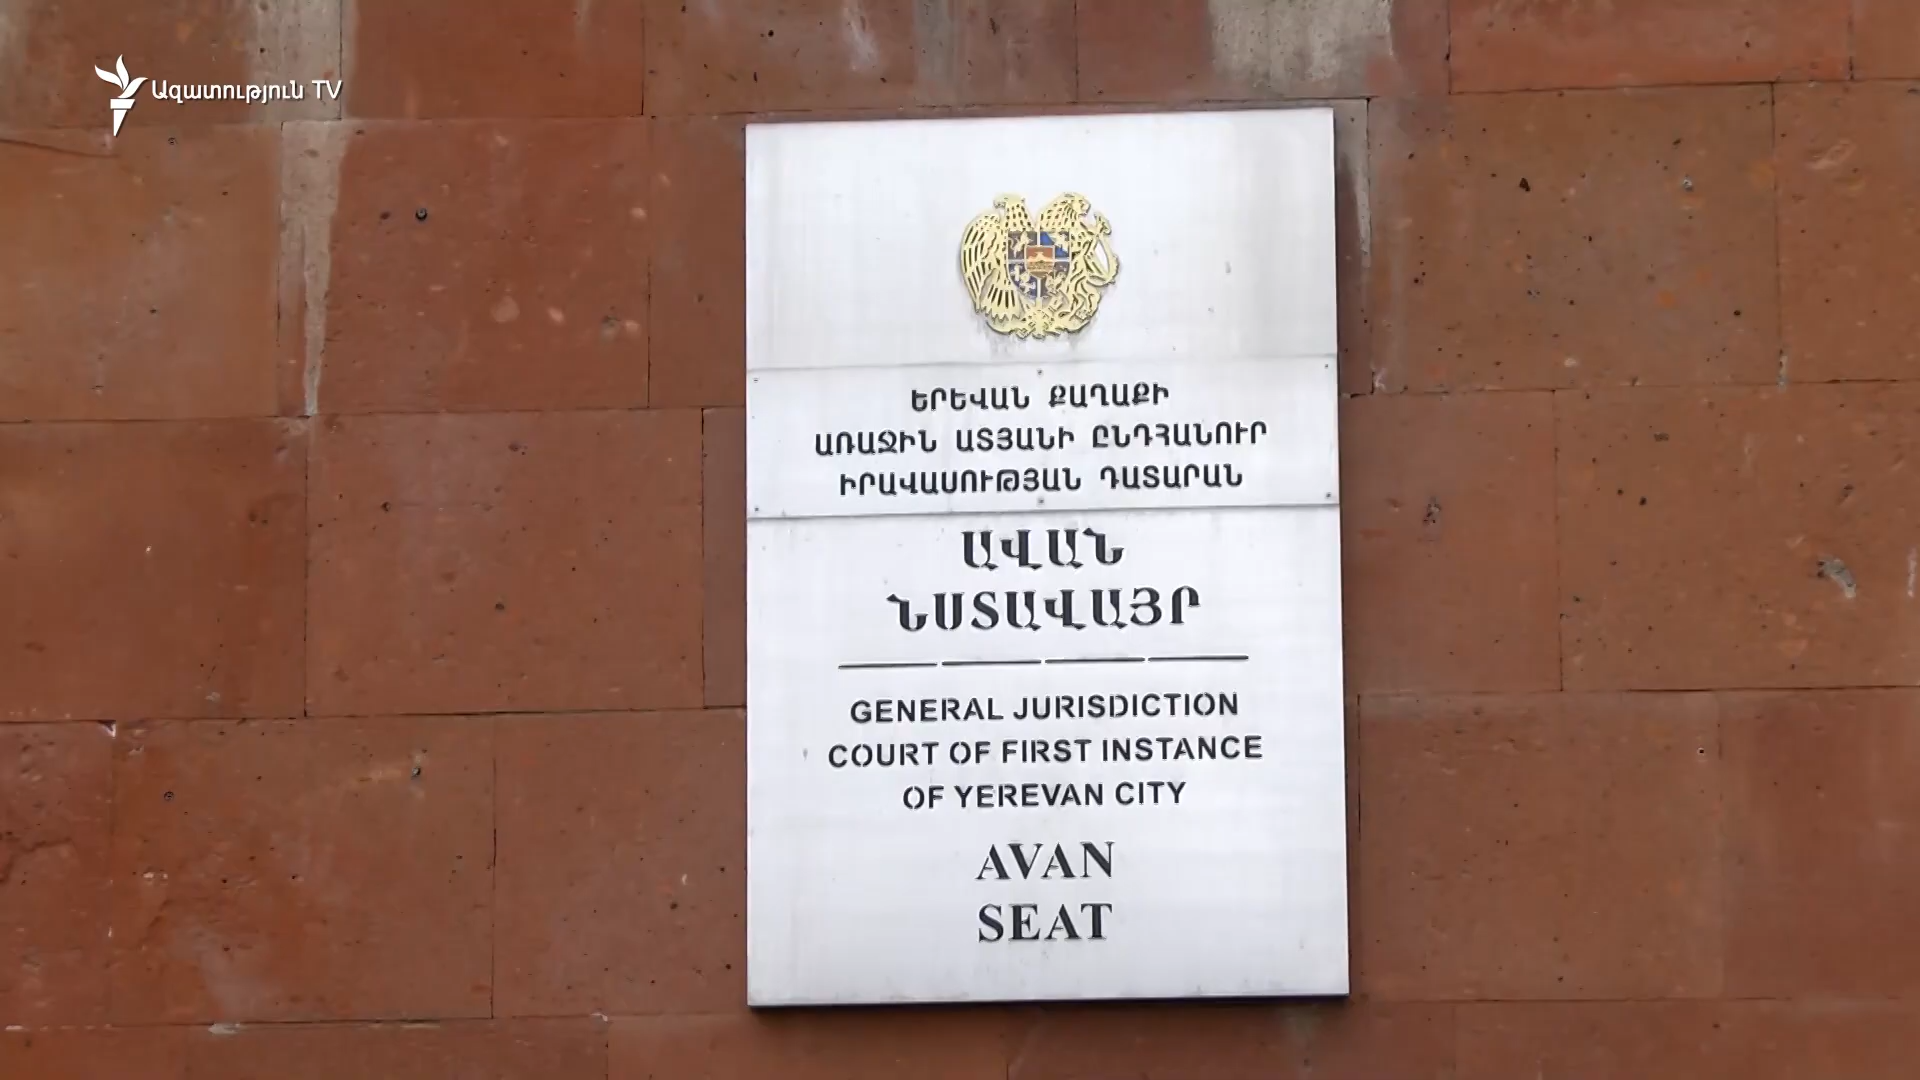 Ազատություն TV
ԵՐԵՎԱՆ ՔԱՂԱՔԻ
ԱՌԱՋԻՆ ԱՏՅԱՆԻ ԸՆԴՀԱՆՈՒՐ
ԻՐԱՎԱՍՈՒԹՅԱՆ ԴԱՏԱՐԱՆ
ԱՎԱՆ
ՆՍՏԱՎԱՅՐ
GENERAL JURISDICTION
COURT OF FIRST INSTANCE
OF YEREVAN CITY
AVAN
SEAT